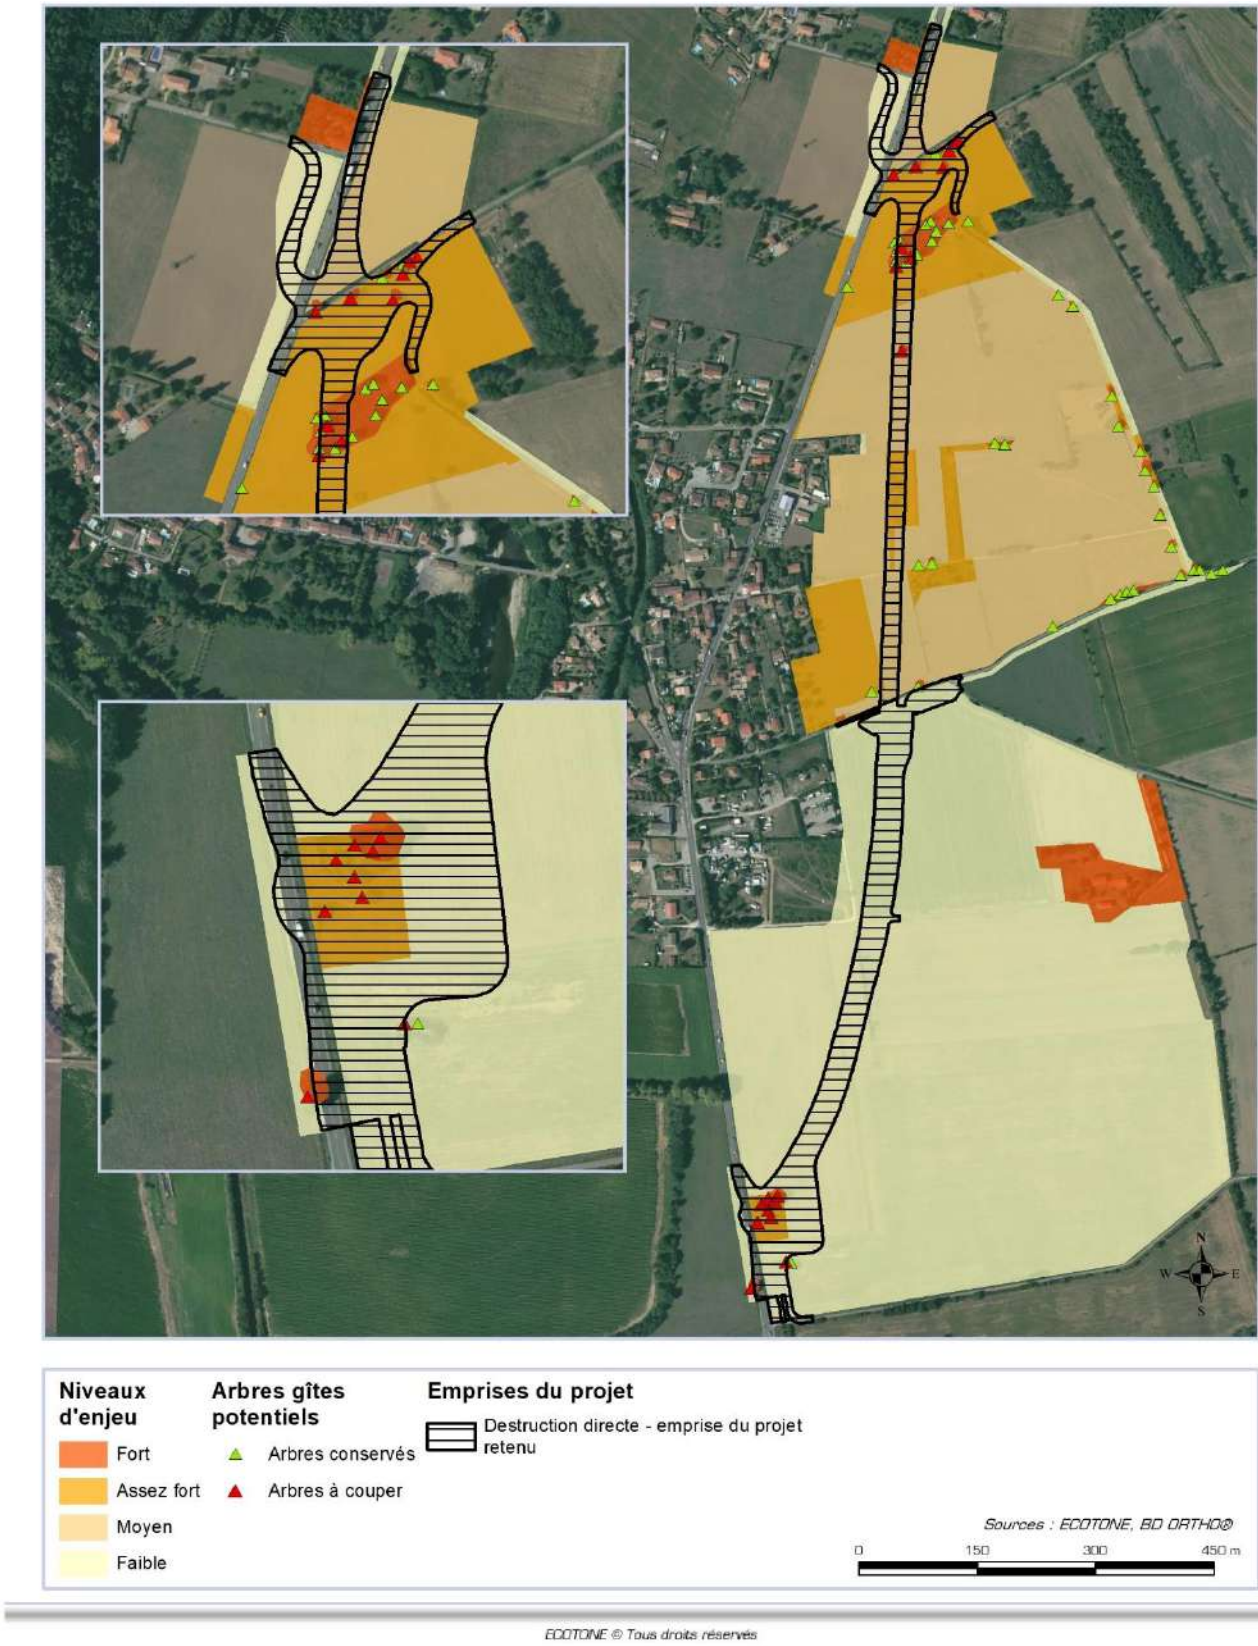 N
W E
S
Niveaux
d'enjeu
Fort
Assez fort
Moyen
Faible
Arbres gîtes
potentiels
Arbres conservés
Arbres à couper
Emprises du projet
Destruction directe - emprise du projet
retenu
Sources : ECOTONE, BD ORTHO®
0 150 300 450 m
ECOTONE © Tous droits réservés